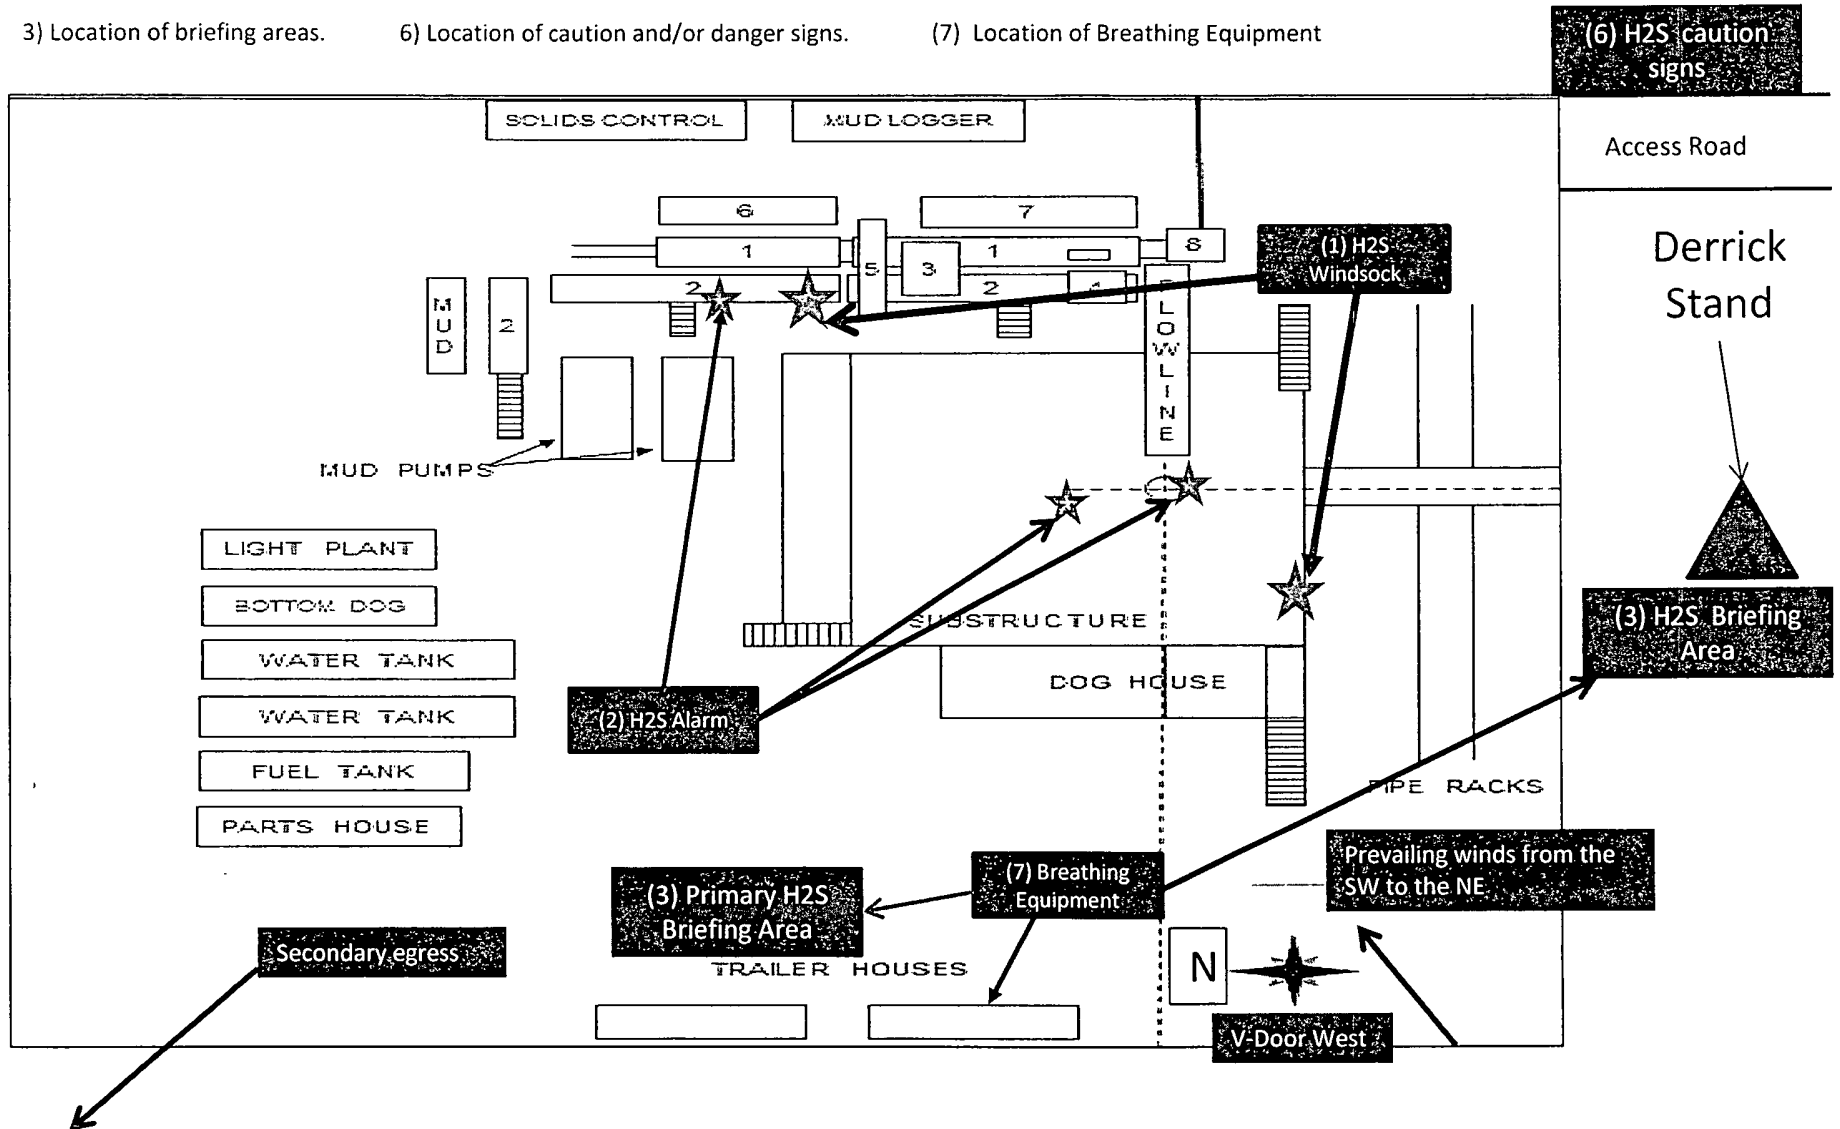 3) Location of briefing areas. 6) Location of caution and/or danger signs. (7) Location of Breathing Equipment
(6) H2S caution
signs
SOLIDS CONTROL
MUD LOGGER
Access Road
6
7
1
1
8
5
3
2
2
4
(1) H2S
Windsock
Derrick
Stand
MUD
2
FLOWLINE
MUD PUMPS
LIGHT PLANT
BOTTOM DOG
WATER TANK
WATER TANK
FUEL TANK
PARTS HOUSE
SUBSTRUCTURE
DOG HOUSE
(2) H2S Alarm
(3) H2S Briefing
Area
PIPE RACKS
Prevailing winds from the
SW to the NE
(7) Breathing
Equipment
(3) Primary H2S
Briefing Area
Secondary egress
TRAILER HOUSES
N
V-Door West